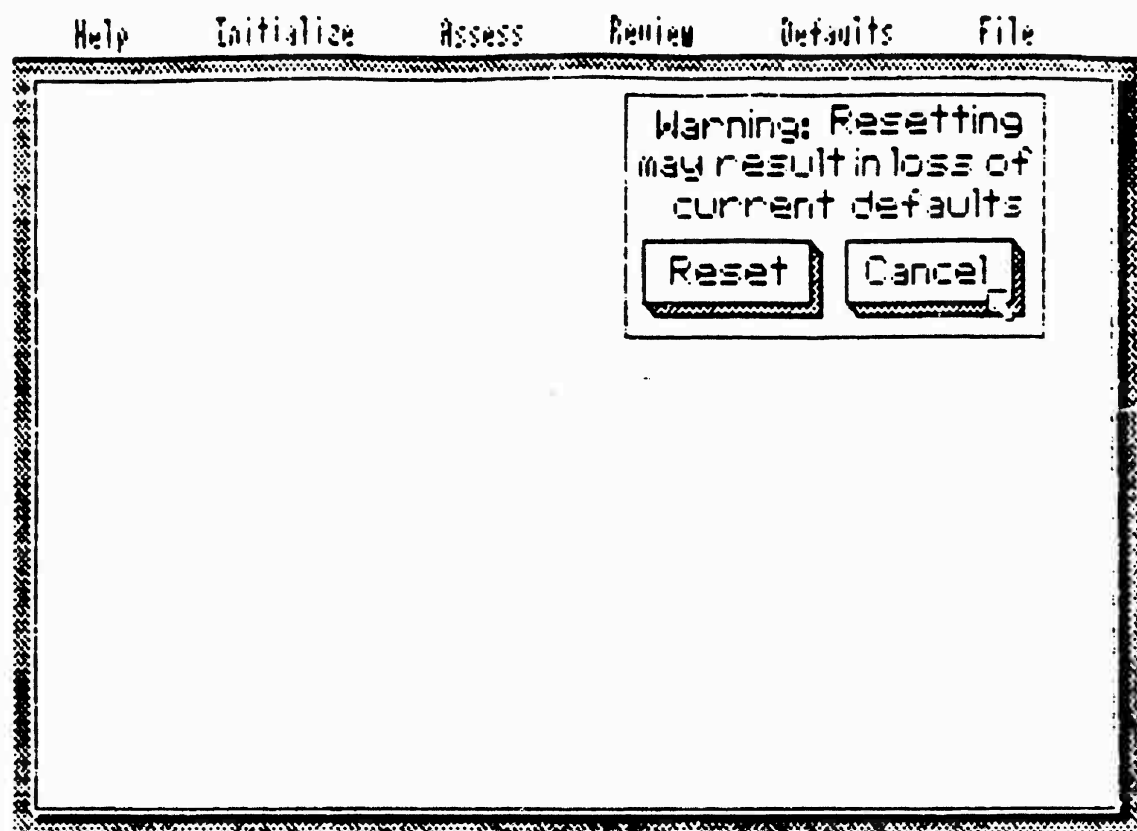 Help Initialize Assess Review Defaults File
Warning: Resetting
may result in loss of
current defaults
Reset Cancel